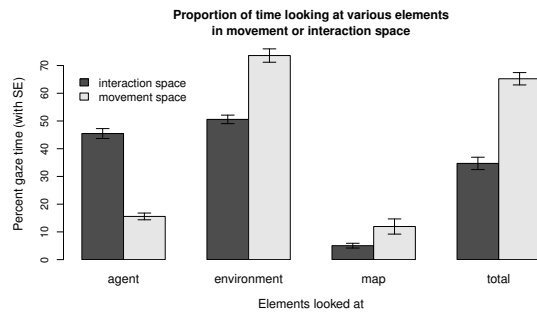 Proportion of time looking at various elements
in movement or interaction space
Percent gaze time (with SE)
70
60
50
40
30
20
10
0
interaction space
movement space
agent environment map total
Elements looked at